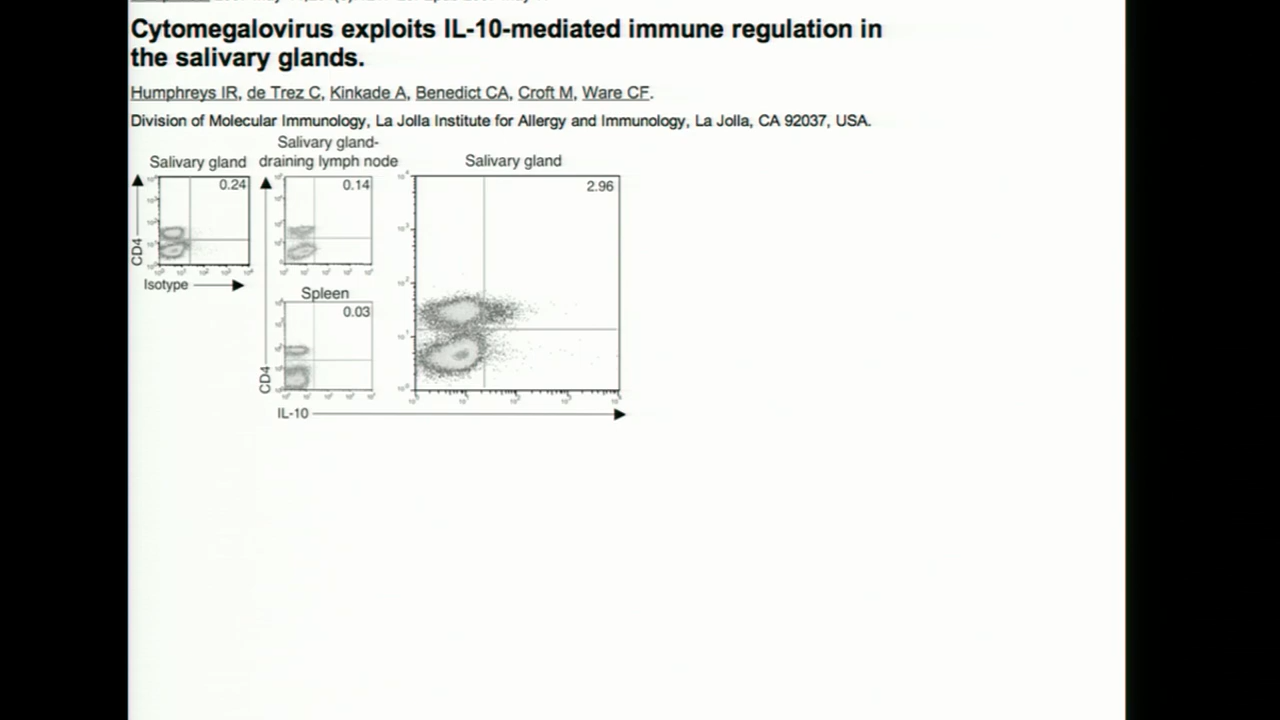 Cytomegalovirus exploits IL-10-mediated immune regulation in
the salivary glands.
Humphreys IR, de Trez C, Kinkade A, Benedict CA, Croft M, Ware CF.
Division of Molecular Immunology, La Jolla Institute for Allergy and Immunology, La Jolla, CA 92037, USA.
Salivary gland
Salivary gland-
draining lymph node
Salivary gland
0.24
0.14
2.96
CD4
Isotype
Spleen
0.03
CD4
IL-10